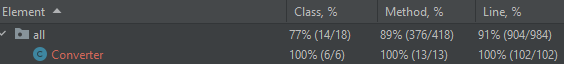 Element Class, % Method, % Line, %
all 77% (14/18) 89% (376/418) 91% (904/984)
Converter 100% (6/6) 100% (13/13) 100% (102/102)